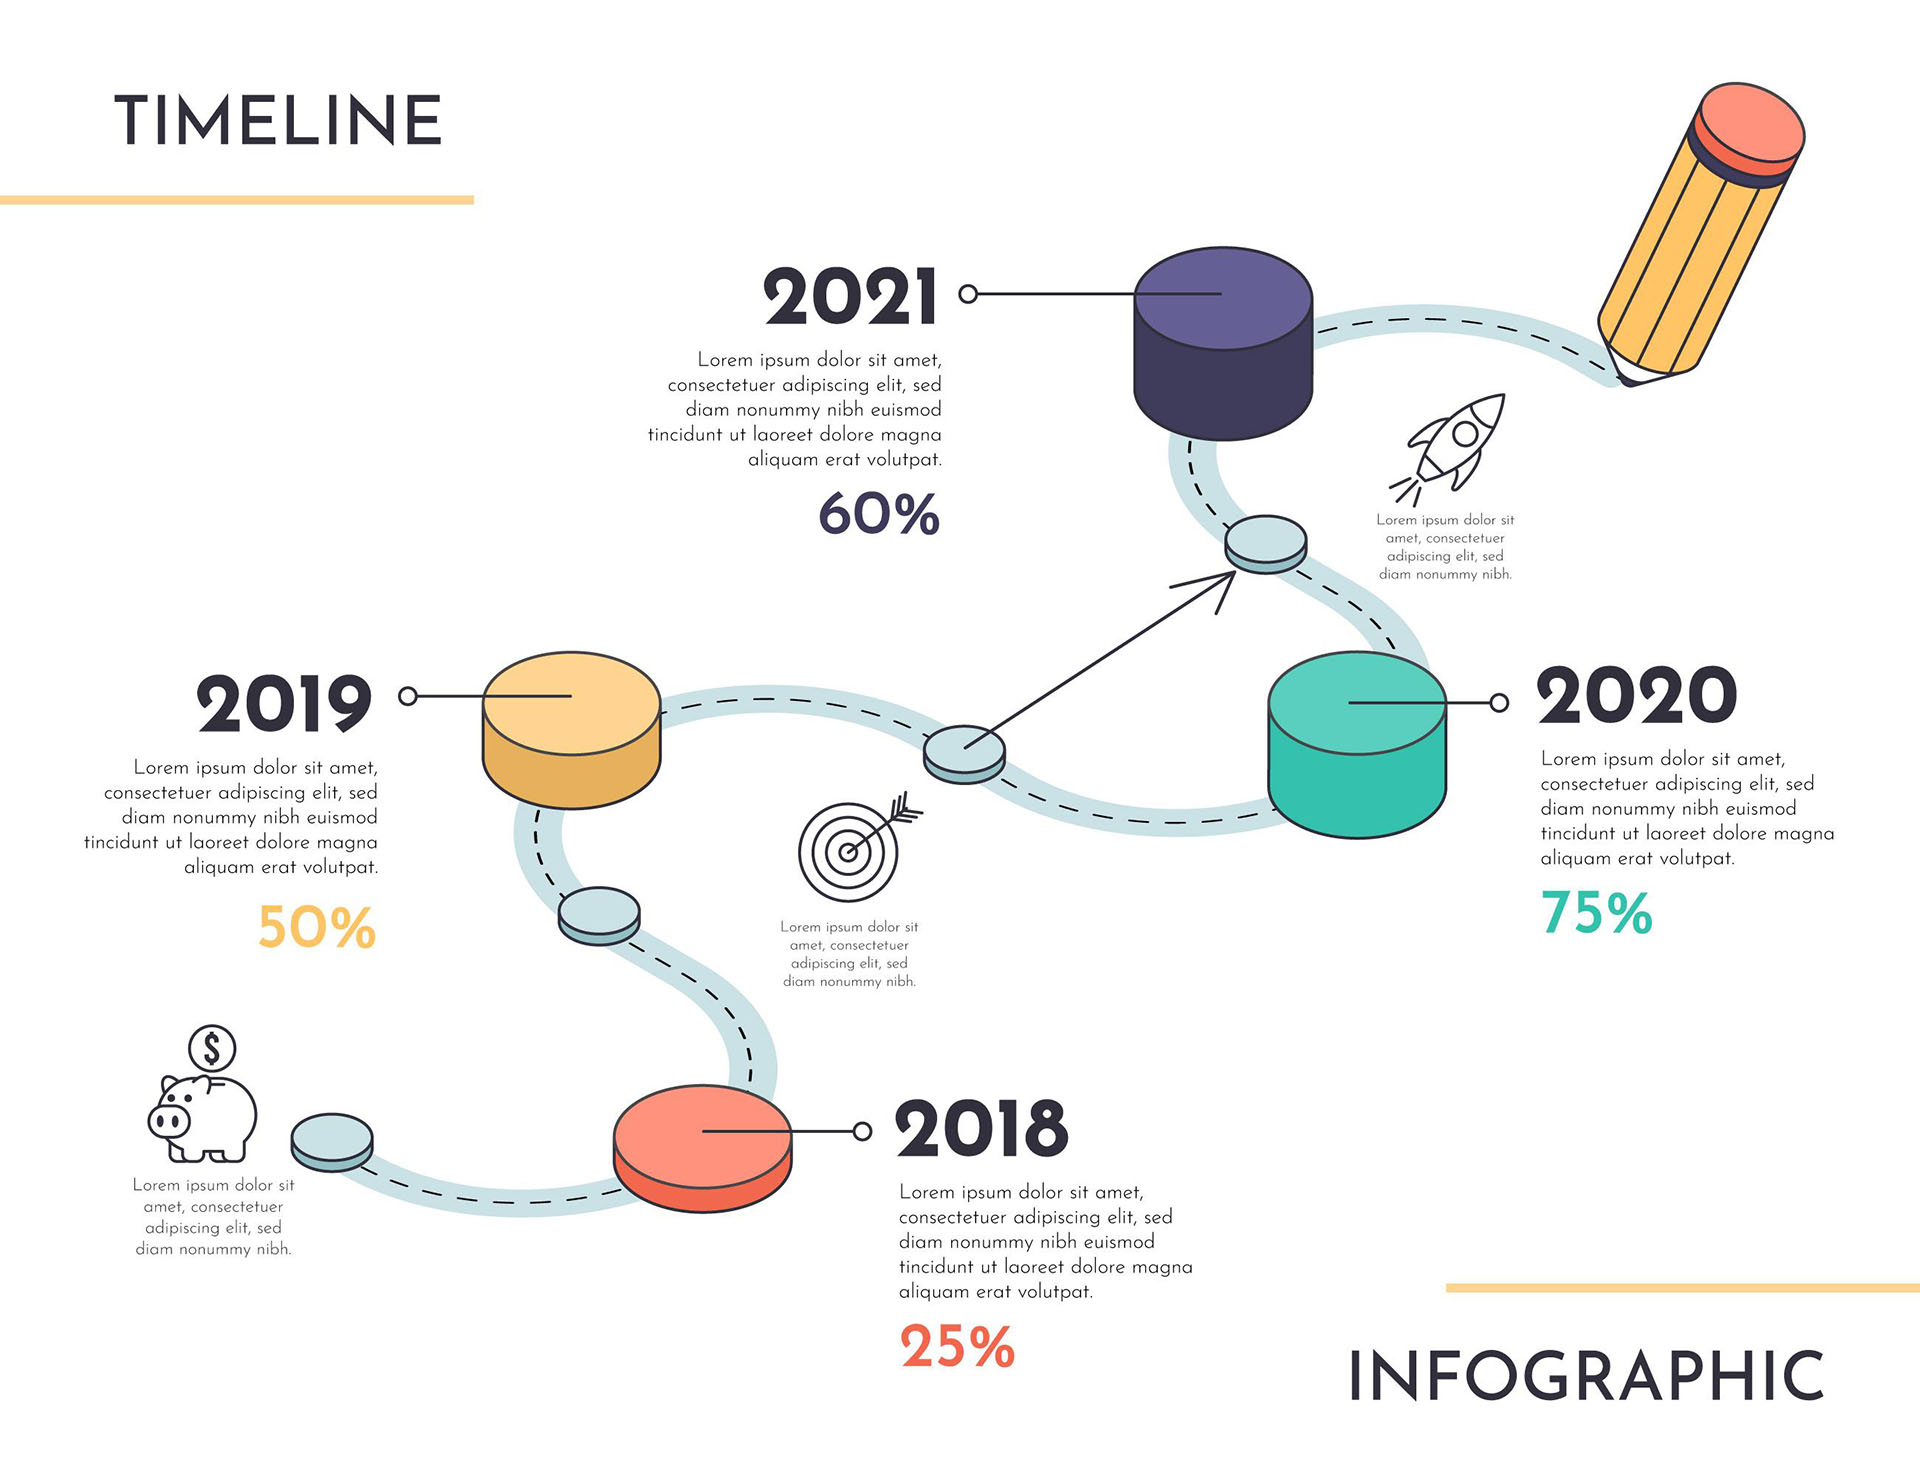 TIMELINE
2021
Lorem ipsum dolor sit amet,
consectetuer adipiscing elit, sed
diam nonummy nibh euismod
tincidunt ut laoreet dolore magna
aliquam erat volutpat.
60%
Lorem ipsum dolor sit
amet, consectetuer
adipiscing elit, sed
diam nonummy nibh.
2019
Lorem ipsum dolor sit amet,
consectetuer adipiscing elit, sed
diam nonummy nibh euismod
tincidunt ut laoreet dolore magna
aliquam erat volutpat.
50%
2020
Lorem ipsum dolor sit amet,
consectetuer adipiscing elit, sed
diam nonummy nibh euismod
tincidunt ut laoreet dolore magna
aliquam erat volutpat.
75%
Lorem ipsum dolor sit
amet, consectetuer
adipiscing elit, sed
diam nonummy nibh.
$
Lorem ipsum dolor sit
amet, consectetuer
adipiscing elit, sed
diam nonummy nibh.
2018
Lorem ipsum dolor sit amet,
consectetuer adipiscing elit, sed
diam nonummy nibh euismod
tincidunt ut laoreet dolore magna
aliquam erat volutpat.
25%
INFOGRAPHIC